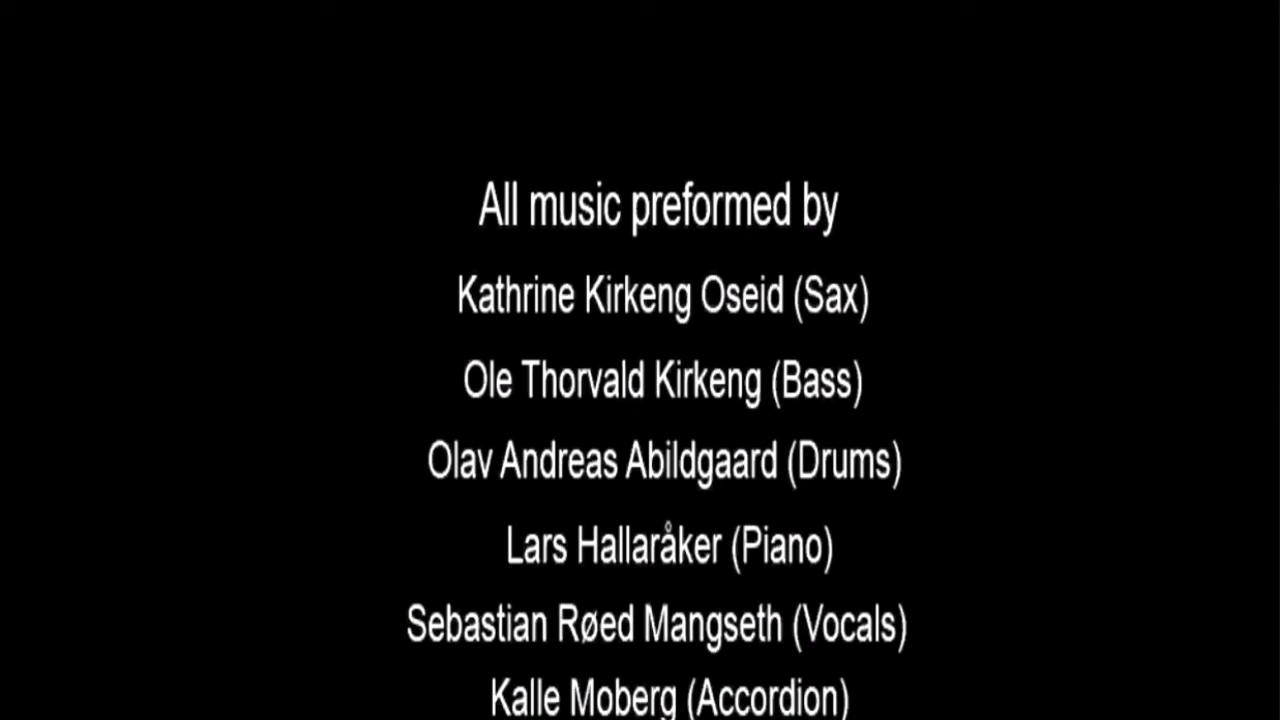 All music preformed by
Kathrine Kirkeng Oseid (Sax)
Ole Thorvald Kirkeng (Bass)
Olav Andreas Abildgaard (Drums)
Lars Hallaråker (Piano)
Sebastian Røed Mangseth (Vocals)
Kalle Moberg (Accordion)